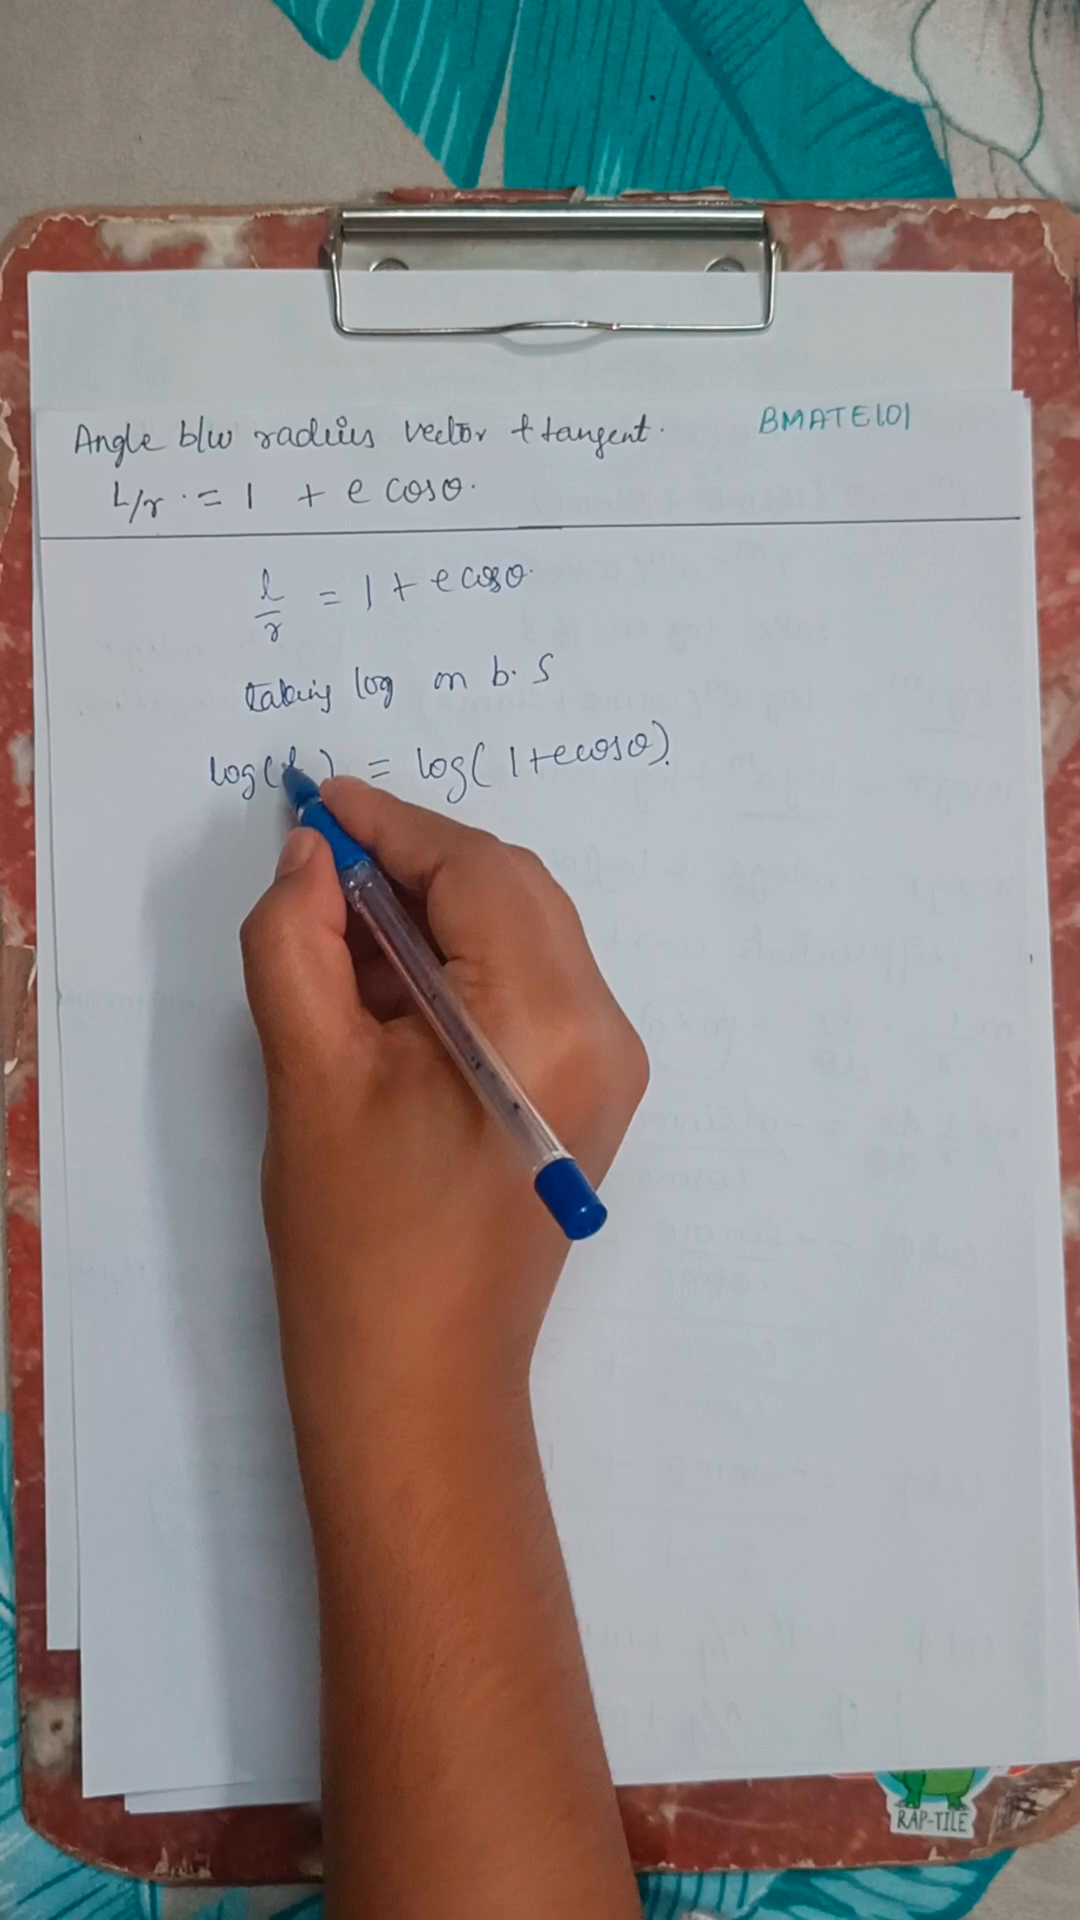 Angle b/w radius vector + tangent. BMATE101
L/r . = 1 + e cosθ.
l/r = 1 + e cosθ.
taking log on b. S
log(l ) = log( 1+ecosθ).
RAP-TILE